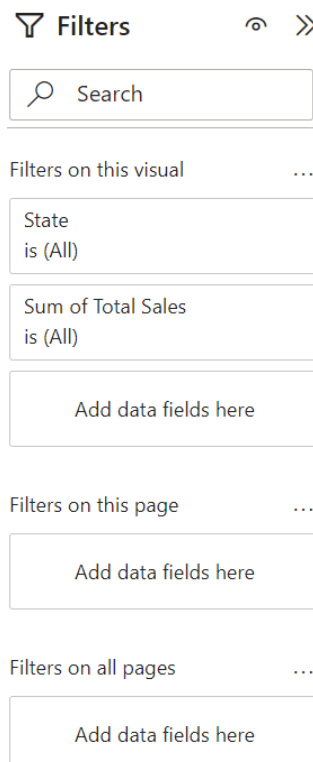 Filters
Search
Filters on this visual
...
State
is (All)
Sum of Total Sales
is (All)
Add data fields here
Filters on this page
...
Add data fields here
Filters on all pages
...
Add data fields here